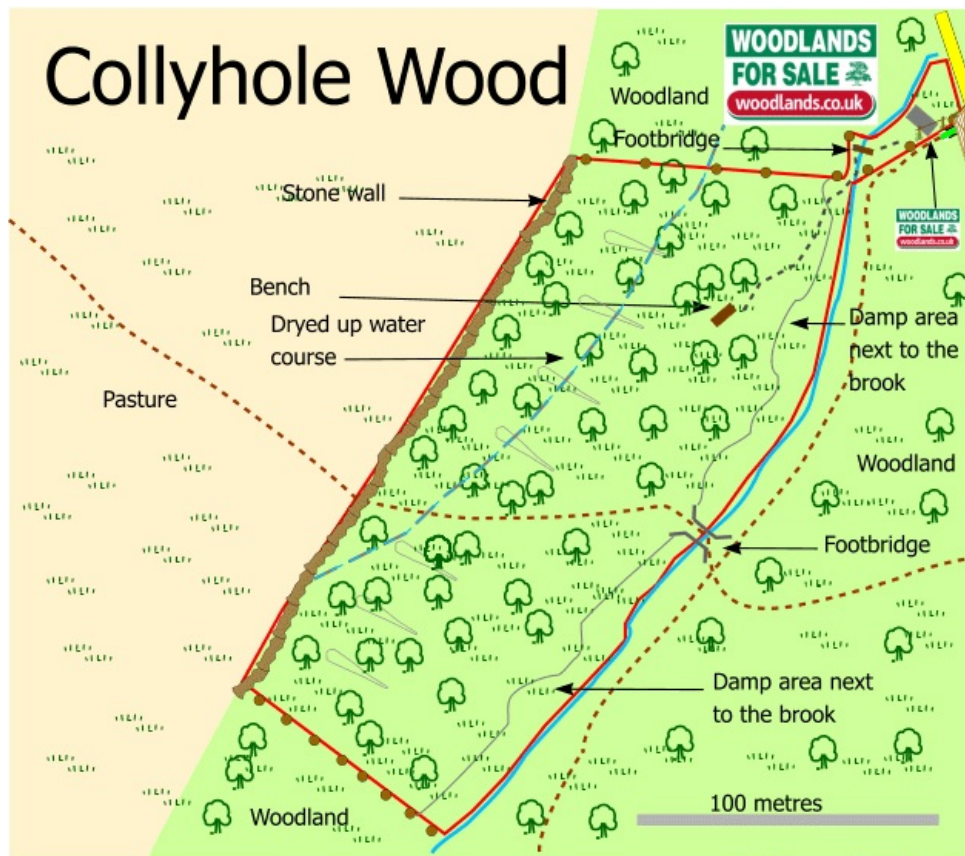 Collyhole Wood
WOODLANDS
FOR SALE
woodlands.co.uk
Woodland
Footbridge
Stone wall
WOODLANDS
FOR SALE
woodlands.co.uk
Bench
Dryed up water
course
Damp area
next to the
brook
Pasture
Woodland
Footbridge
Damp area next
to the brook
Woodland
100 metres